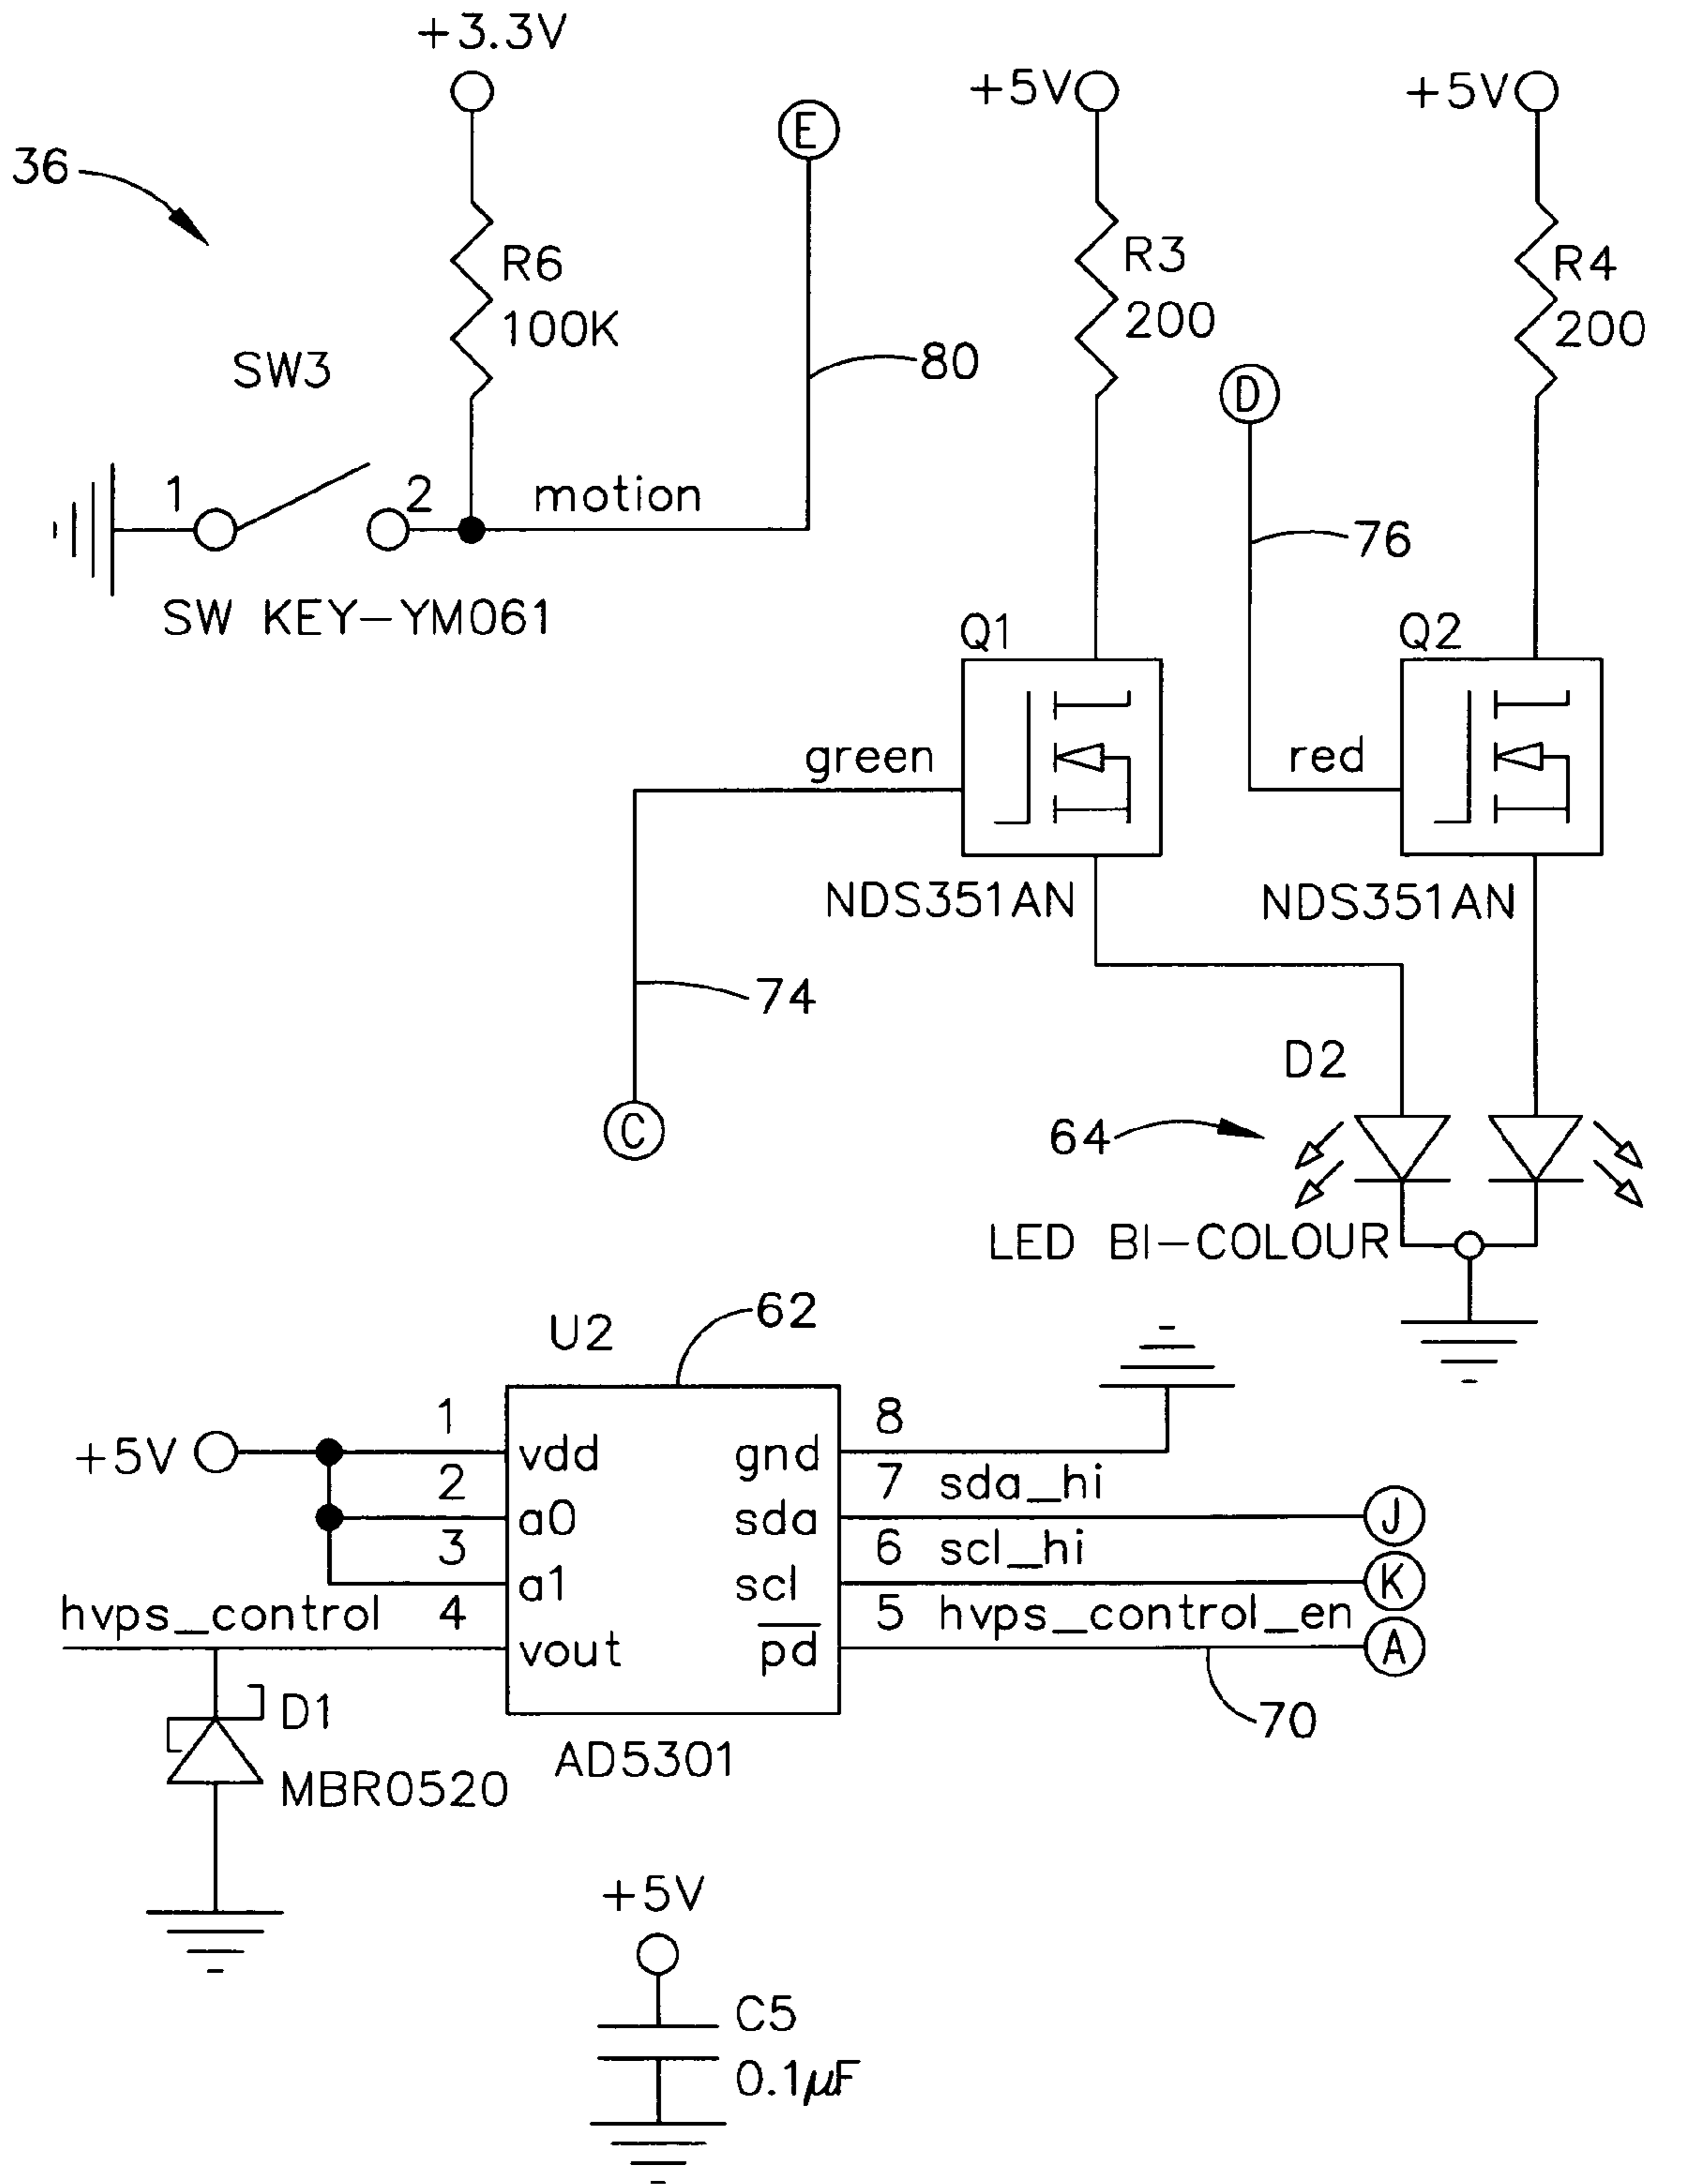 +3.3V
E
+5V
+5V
36
R6
100K
R3
200
R4
200
SW3
80
D
1
2
motion
76
SW KEY-YM061
Q1
Q2
green
red
NDS351AN
NDS351AN
74
D2
C
64
LED BI-COLOUR
U2
62
+5V
1
vdd
gnd
8
2
a0
sda
7
sda_hi
J
3
a1
scl
6
scl_hi
K
hvps_control
4
vout
pd
5
hvps_control_en
A
D1
MBR0520
AD5301
70
+5V
C5
0.1µF